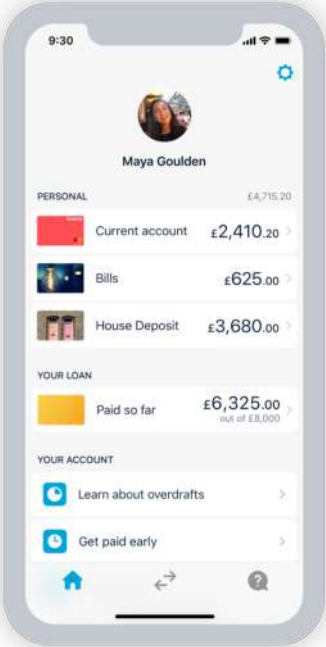 9:30
Maya Goulden
PERSONAL £4,715.20
Current account £2,410.20
Bills £625.00
House Deposit £3,680.00
YOUR LOAN
Paid so far £6,325.00
out of £8,000
YOUR ACCOUNT
Learn about overdrafts
Get paid early